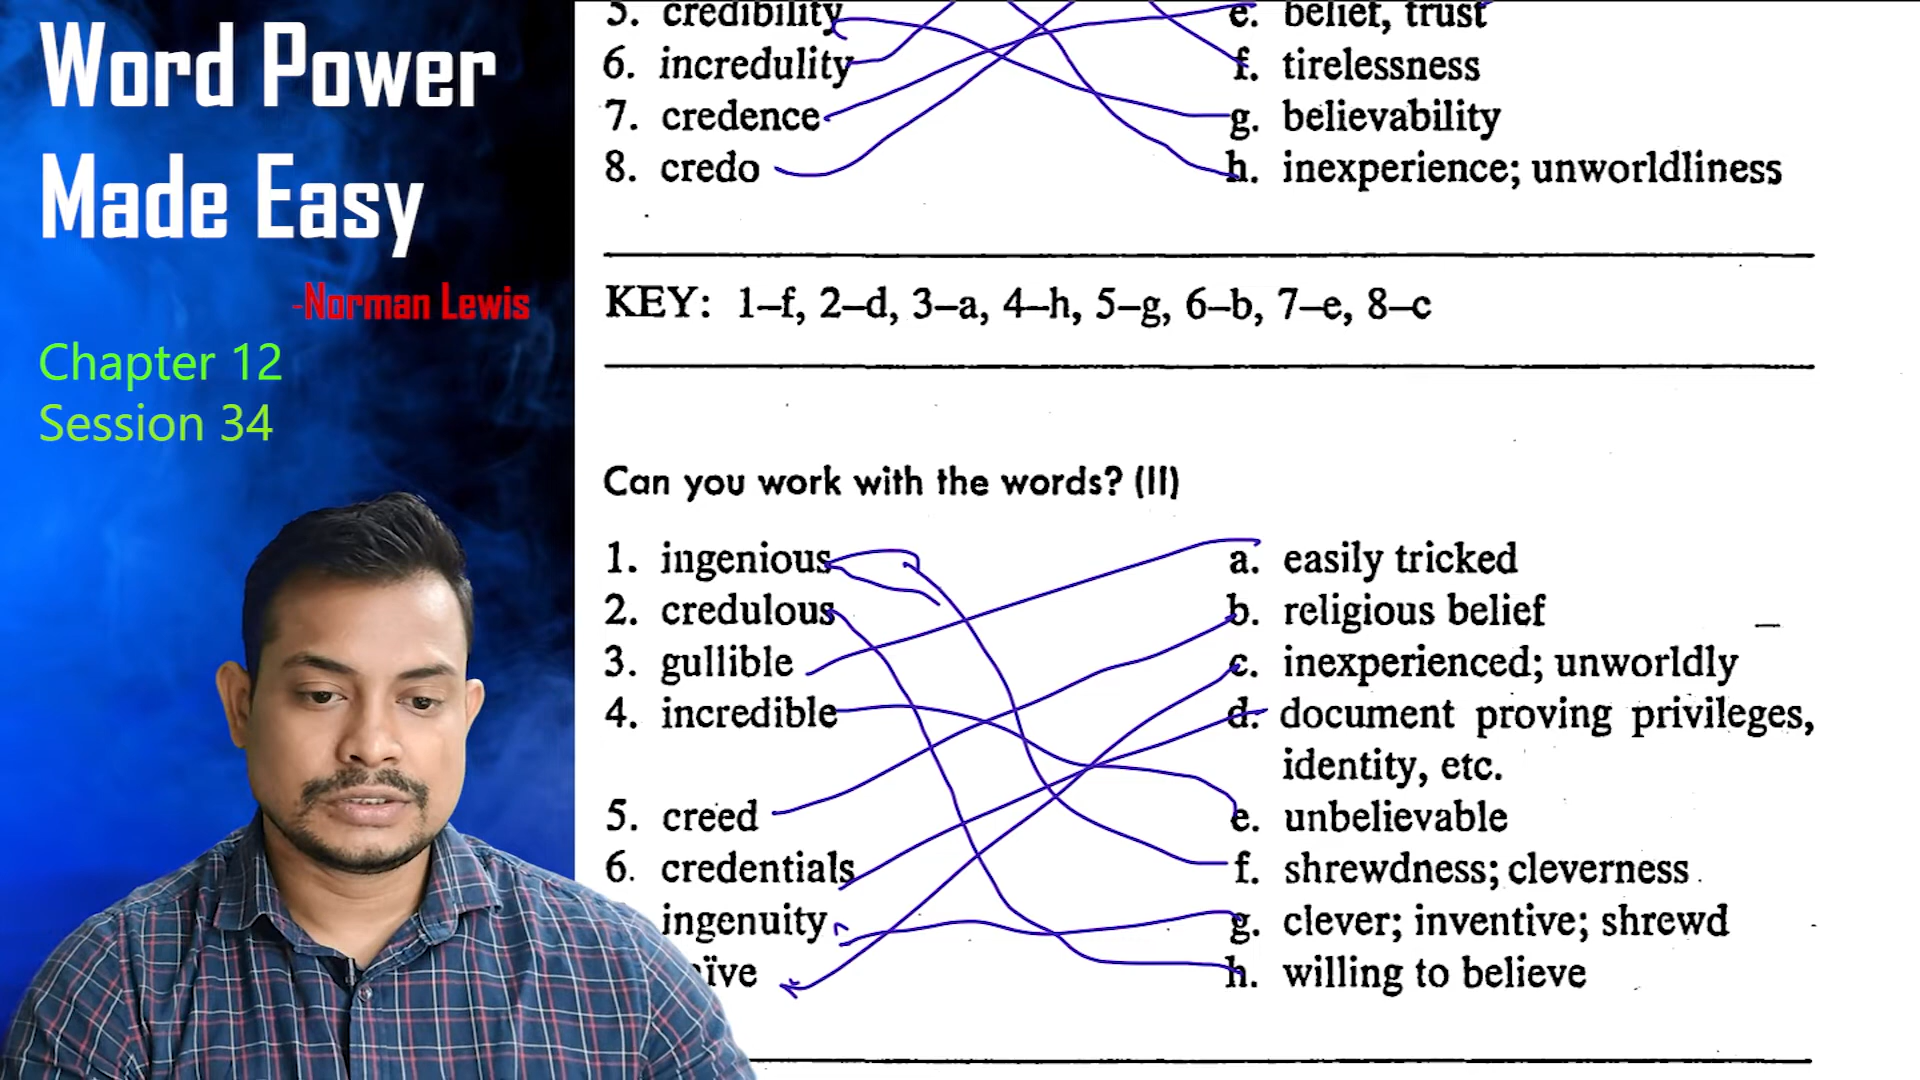 Word Power
Made Easy
-Norman Lewis
Chapter 12
Session 34
5. credibility
6. incredulity
7. credence
8. credo
e. belief, trust
f. tirelessness
g. believability
h. inexperience; unworldliness
KEY: 1–f, 2–d, 3–a, 4–h, 5–g, 6–b, 7–e, 8–c
Can you work with the words? (II)
1. ingenious
2. credulous
3. gullible
4. incredible
5. creed
6. credentials
ingenuity
ïve
a. easily tricked
b. religious belief
c. inexperienced; unworldly
d. document proving privileges,
identity, etc.
e. unbelievable
f. shrewdness; cleverness
g. clever; inventive; shrewd
h. willing to believe